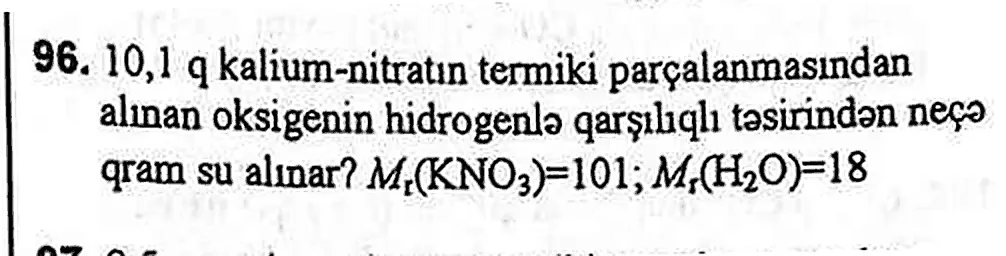 96. 10,1 q kalium-nitratın termiki parçalanmasından
alınan oksigenin hidrogenlə qarşılıqlı təsirindən neçə
qram su alınar? Mᵣ(KNO₃)=101; Mᵣ(H₂O)=18